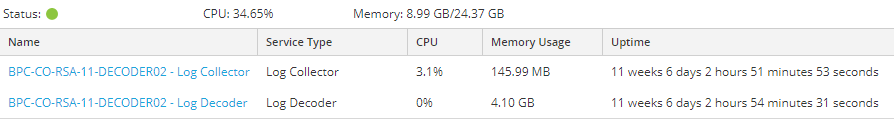 Status: CPU: 34.65% Memory: 8.99 GB/24.37 GB
Name Service Type CPU Memory Usage Uptime
BPC-CO-RSA-11-DECODER02 - Log Collector Log Collector 3.1% 145.99 MB 11 weeks 6 days 2 hours 51 minutes 53 seconds
BPC-CO-RSA-11-DECODER02 - Log Decoder Log Decoder 0% 4.10 GB 11 weeks 6 days 2 hours 54 minutes 31 seconds